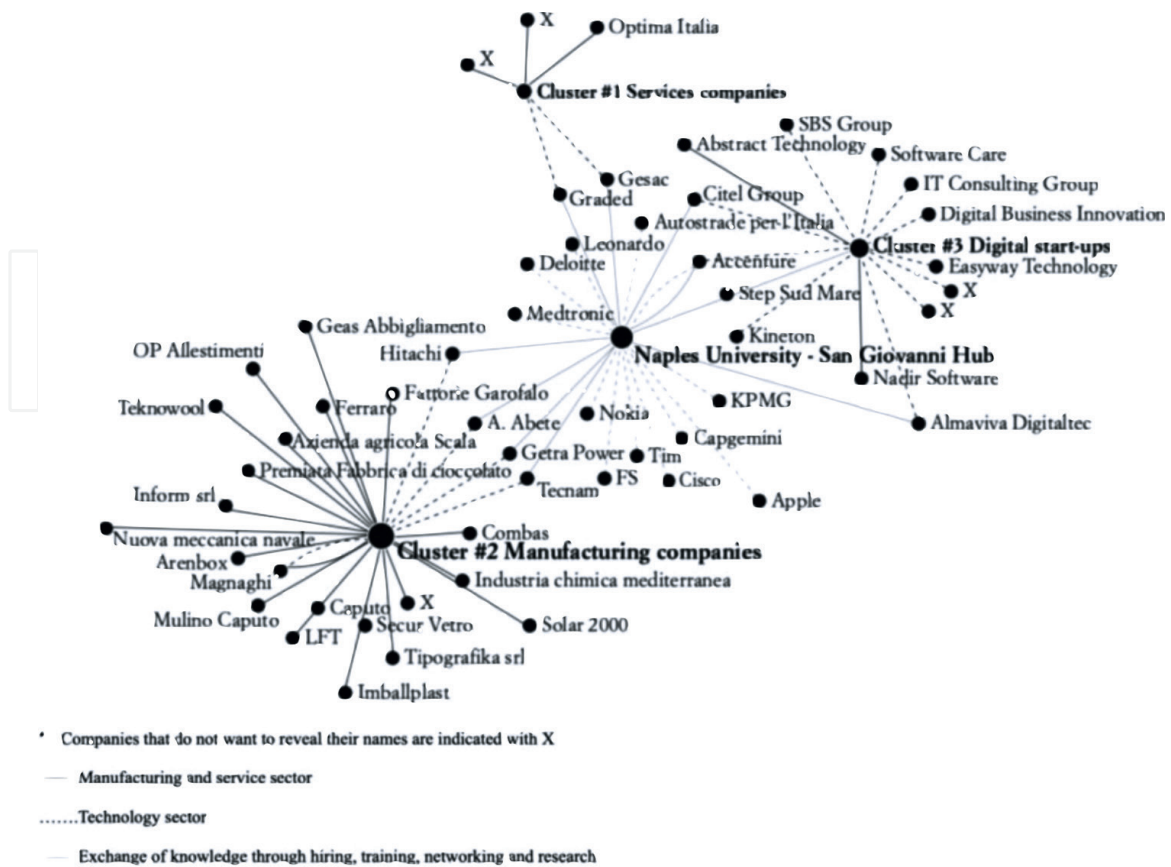 X
Optima Italia
X
Cluster #1 Services companies
SBS Group
Abstract Technology
Software Care
Gesac
IT Consulting Group
Graded
Citel Group
Digital Business Innovation
Autostrade per l'Italia
Leonardo
Cluster #3 Digital start-ups
Deloitte
Accenture
Easyway Technology
Step Sud Mare
X
X
Medtronic
Geas Abbigliamento
Kineton
OP Allestimenti
Hitachi
Naples University - San Giovanni Hub
Nadir Software
Fattorie Garofalo
KPMG
Teknowool
Ferraro
Nokia
A. Abete
Almaviva Digitaltec
Azienda agricola Scala
Capgemini
Getra Power
Tim
Premiata Fabbrica di cioccolato
FS
Cisco
Tecnam
Inform srl
Apple
Nuova meccanica navale
Combas
Cluster #2 Manufacturing companies
Arenbox
Magnaghi
Industria chimica mediterranea
Mulino Caputo
Caputo
X
LFT
Secur Vetro
Solar 2000
Tipografika srl
Imballplast
Companies that do not want to reveal their names are indicated with X
Manufacturing and service sector
Technology sector
Exchange of knowledge through hiring, training, networking and research